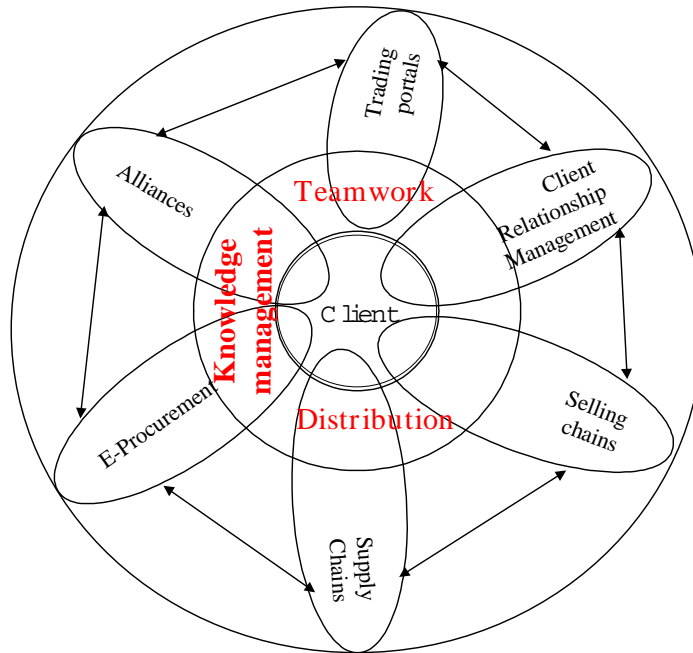 Trading
portals
Alliances
Client
Relationship
Management
Teamwork
Knowledge
management
Client
E-Procurement
Distribution
Selling
chains
Supply
Chains